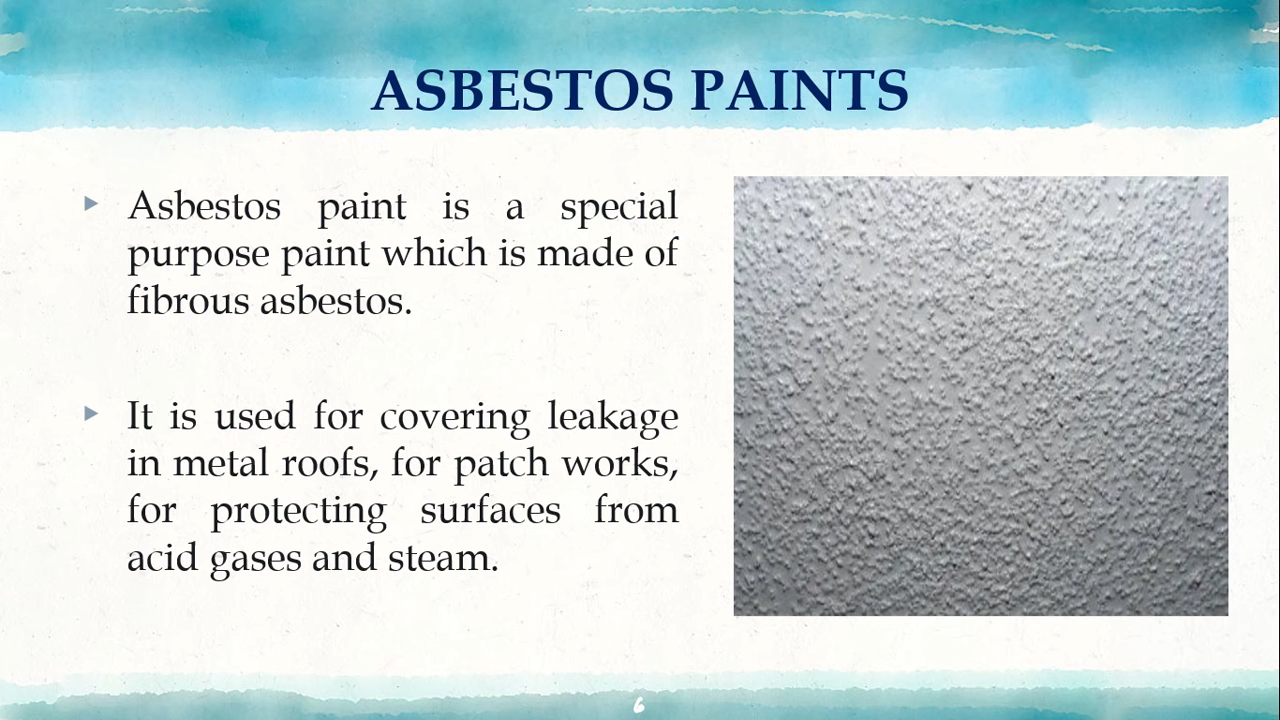 ASBESTOS PAINTS
Asbestos paint is a special
purpose paint which is made of
fibrous asbestos.
It is used for covering leakage
in metal roofs, for patch works,
for protecting surfaces from
acid gases and steam.
6